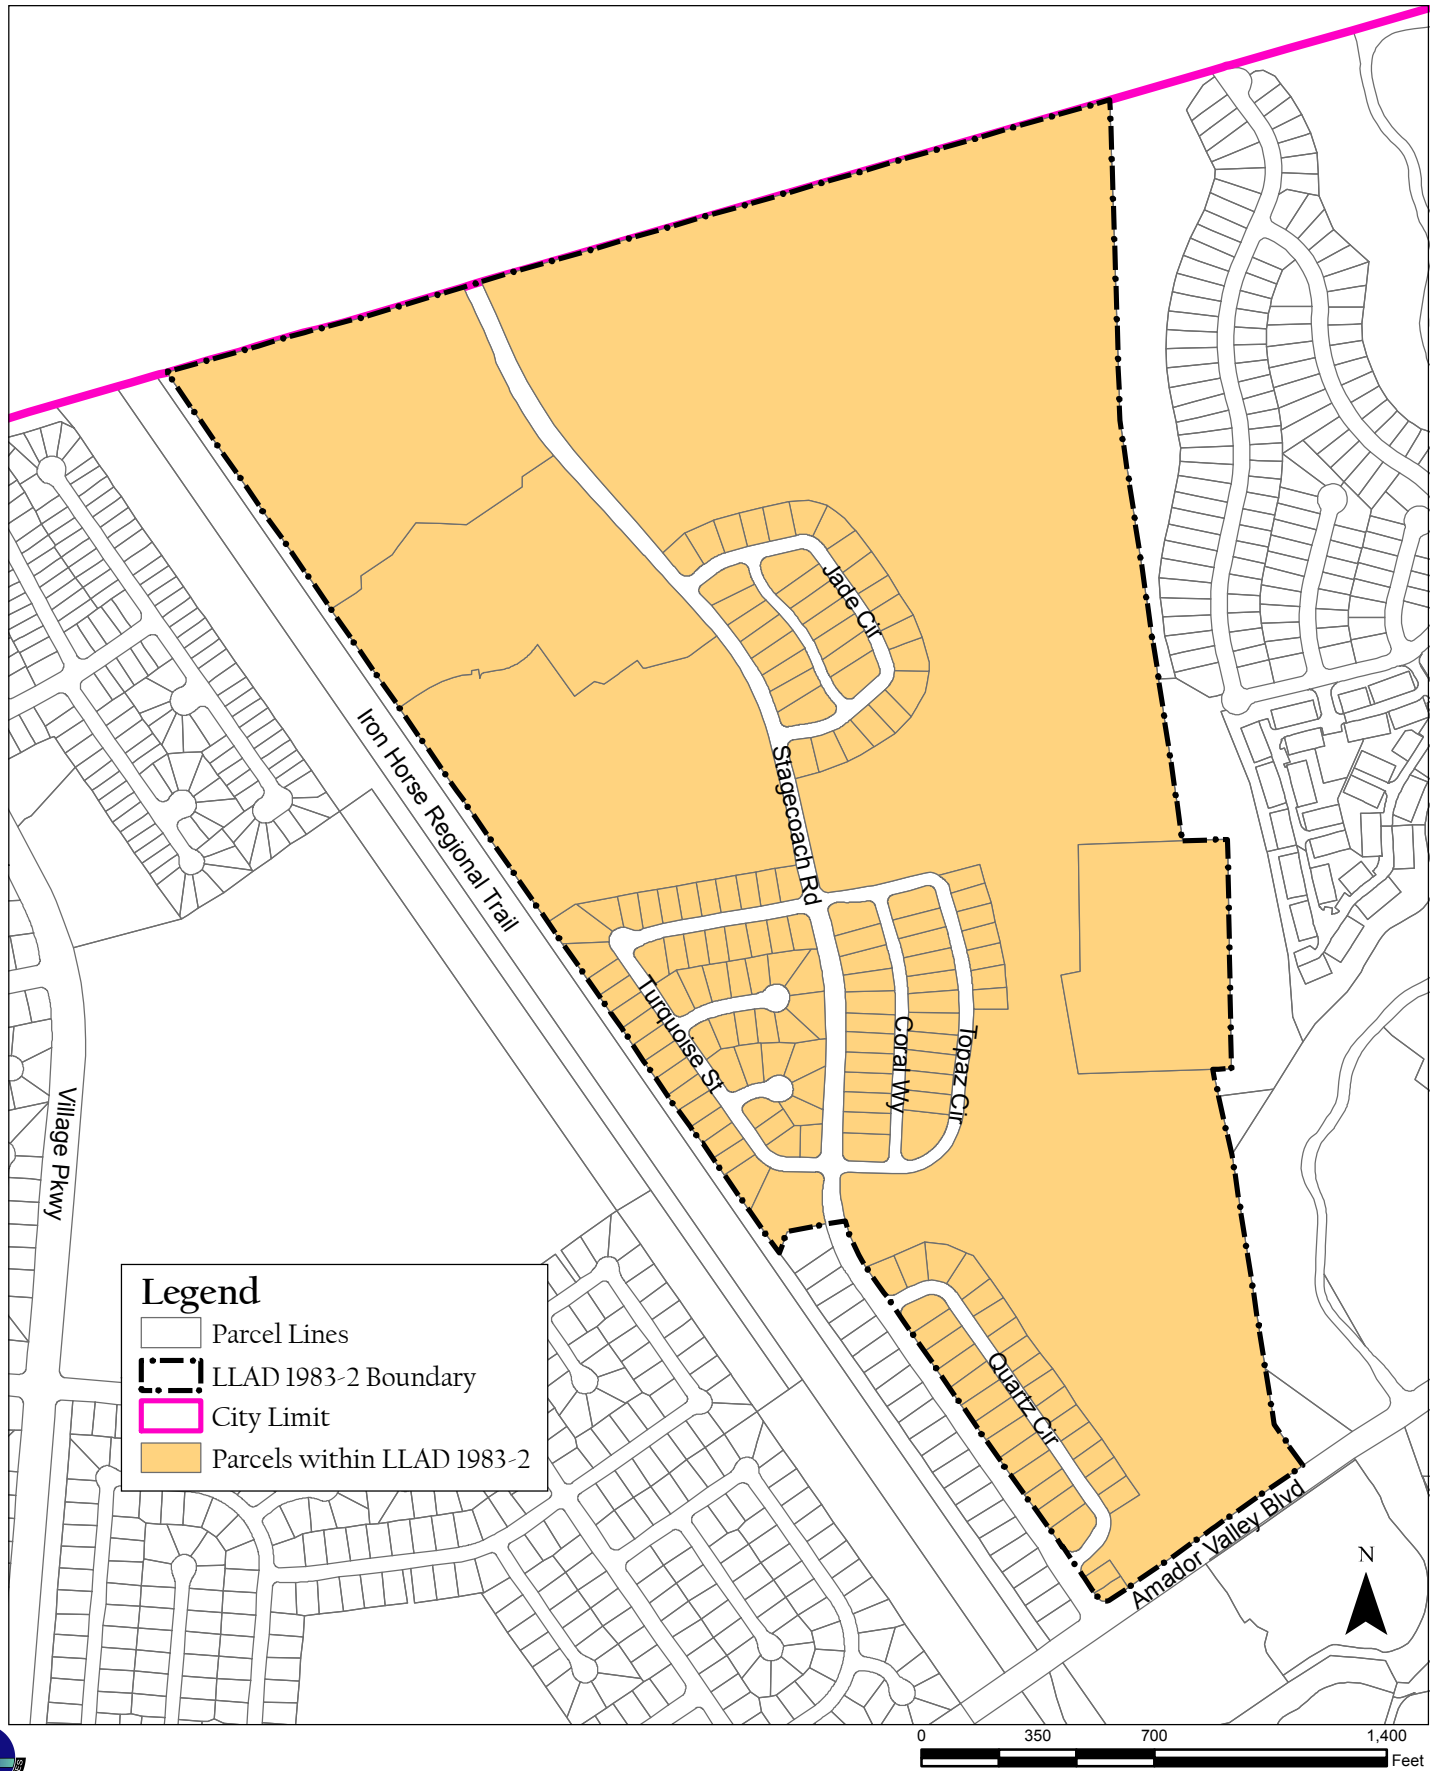 Jade Cir
Iron Horse Regional Trail
Stagecoach Rd
Turquoise St
Coral Wy
Topaz Cir
Village Pkwy
Quartz Cir
Amador Valley Blvd
Legend
Parcel Lines
LLAD 1983-2 Boundary
City Limit
Parcels within LLAD 1983-2
N
0 350 700 1,400
Feet